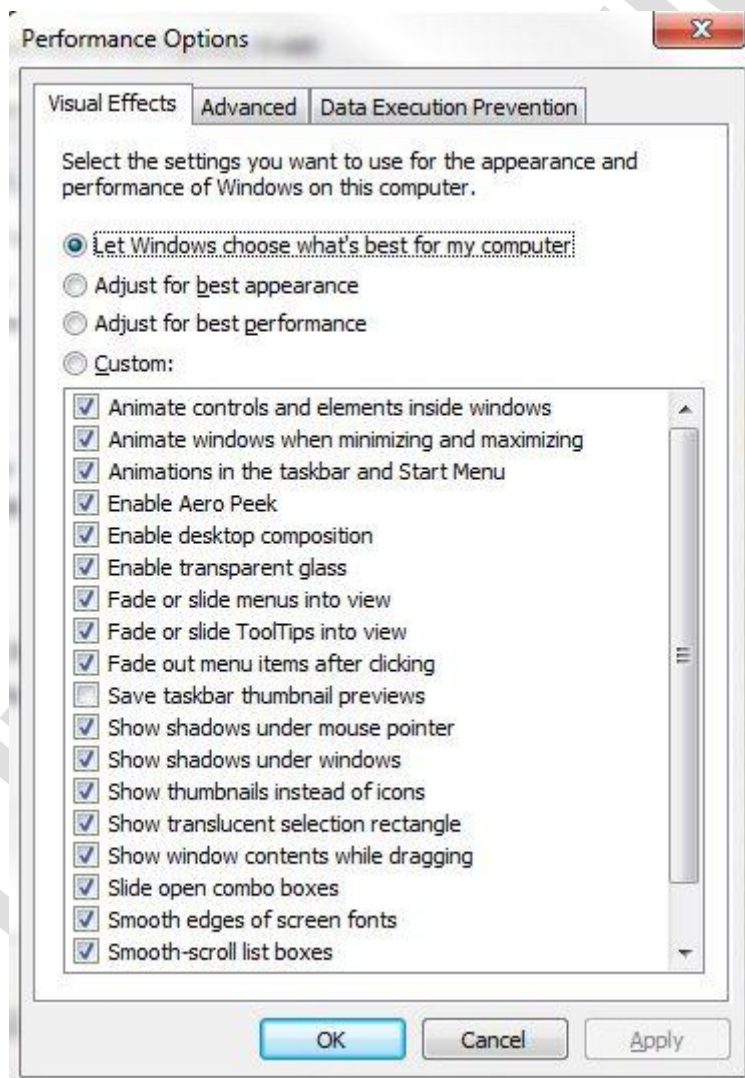 Performance Options
Visual Effects
Advanced
Data Execution Prevention
Select the settings you want to use for the appearance and
performance of Windows on this computer.
Let Windows choose what's best for my computer
Adjust for best appearance
Adjust for best performance
Custom:
Animate controls and elements inside windows
Animate windows when minimizing and maximizing
Animations in the taskbar and Start Menu
Enable Aero Peek
Enable desktop composition
Enable transparent glass
Fade or slide menus into view
Fade or slide ToolTips into view
Fade out menu items after clicking
Save taskbar thumbnail previews
Show shadows under mouse pointer
Show shadows under windows
Show thumbnails instead of icons
Show translucent selection rectangle
Show window contents while dragging
Slide open combo boxes
Smooth edges of screen fonts
Smooth-scroll list boxes
OK
Cancel
Apply